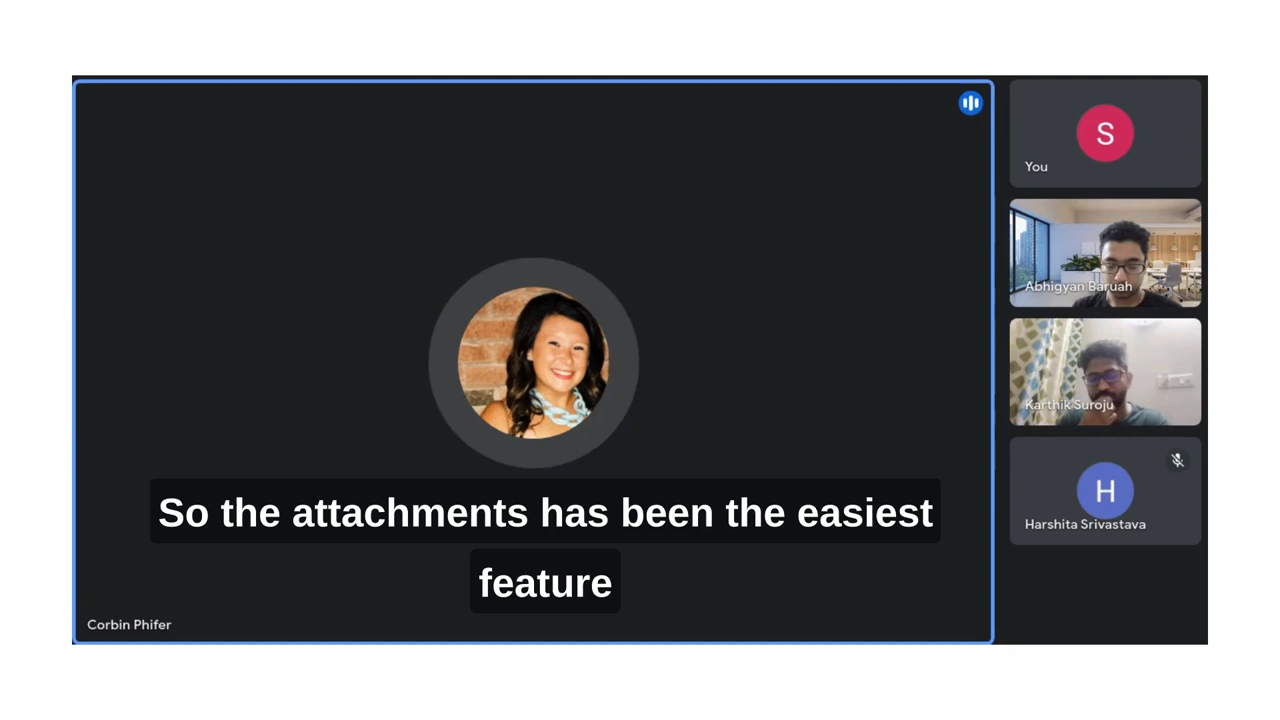 S
You
Abhigyan Baruah
Karthik Suroju
H
Harshita Srivastava
So the attachments has been the easiest
feature
Corbin Phifer